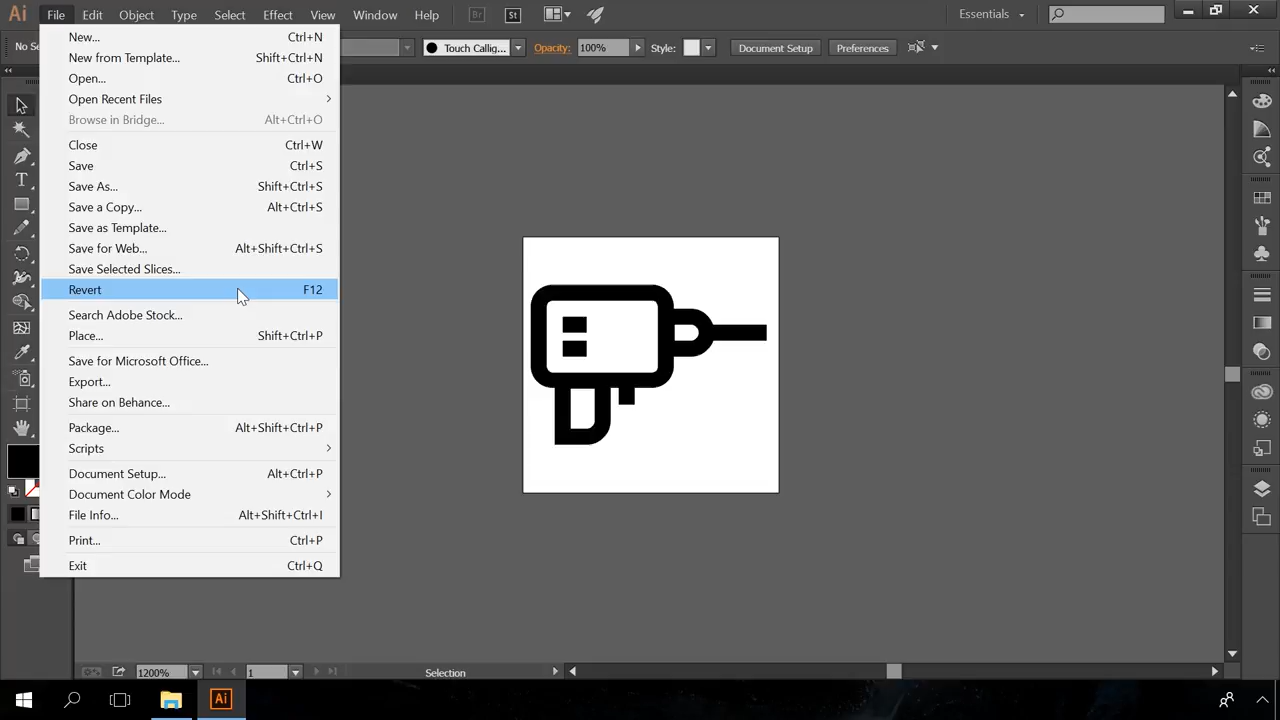 Ai File Edit Object Type Select Effect View Window Help Br St Essentials
No Se Touch Callig... Opacity: 100% Style: Document Setup Preferences
New... Ctrl+N
New from Template... Shift+Ctrl+N
Open... Ctrl+O
Open Recent Files
Browse in Bridge... Alt+Ctrl+O
Close Ctrl+W
Save Ctrl+S
Save As... Shift+Ctrl+S
Save a Copy... Alt+Ctrl+S
Save as Template...
Save for Web... Alt+Shift+Ctrl+S
Save Selected Slices...
Revert F12
Search Adobe Stock...
Place... Shift+Ctrl+P
Save for Microsoft Office...
Export...
Share on Behance...
Package... Alt+Shift+Ctrl+P
Scripts
Document Setup... Alt+Ctrl+P
Document Color Mode
File Info... Alt+Shift+Ctrl+I
Print... Ctrl+P
Exit Ctrl+Q
1200% 1 Selection
Ai